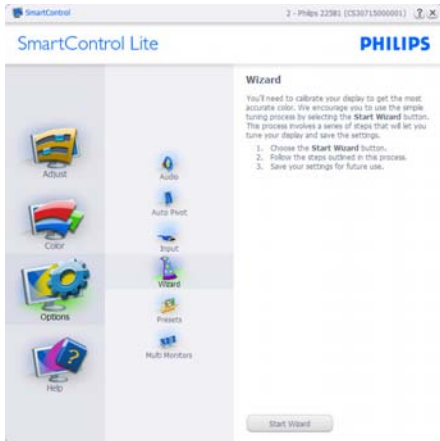 SmartControl
2 - Philips 225B1 (CS30715000001)
SmartControl Lite
PHILIPS
Adjust
Color
Options
Help
Audio
Auto Pivot
Input
Wizard
Presets
Multi Monitors
Wizard
You'll need to calibrate your display to get the most
accurate color. We encourage you to use the simple
tuning process by selecting the Start Wizard button.
This process involves a series of steps that will let you
tune your display and save the settings.
1. Choose the Start Wizard button.
2. Follow the steps outlined in this process.
3. Save your settings for future use.
Start Wizard